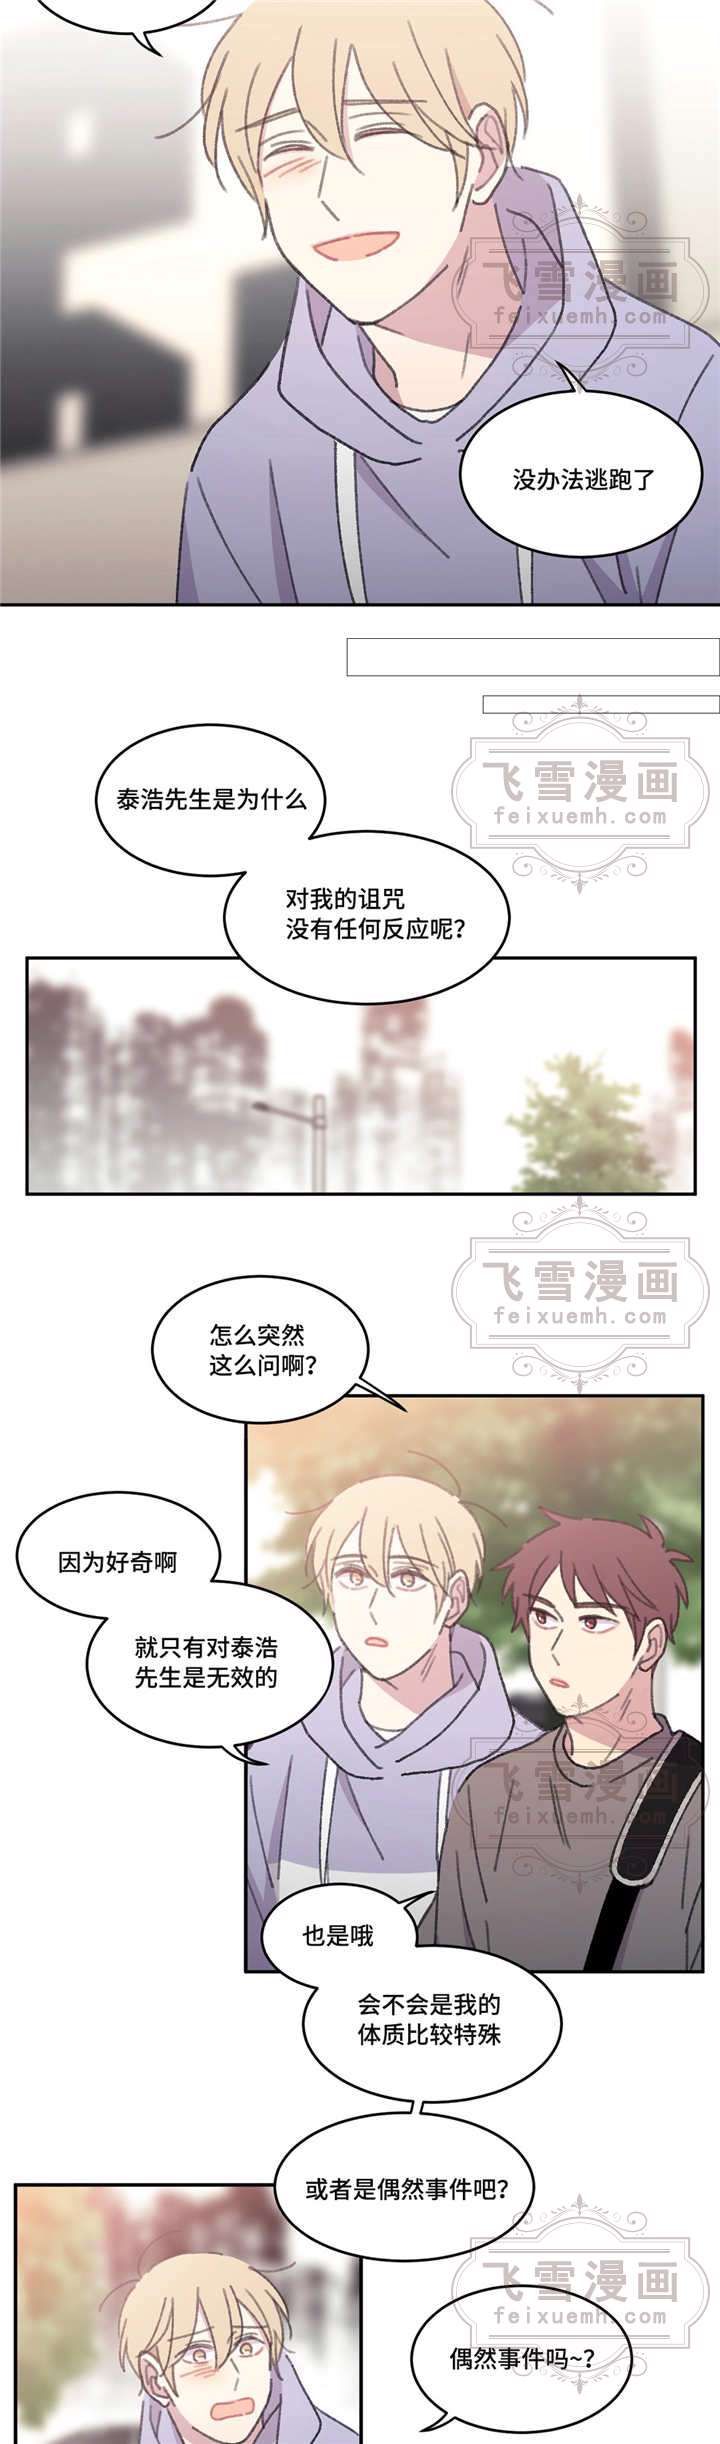 飞雪漫画
feixuemh.com
没办法逃跑了
飞雪漫画
feixuemh.com
泰浩先生是为什么
对我的诅咒
没有任何反应呢？
飞雪漫画
feixuemh.com
怎么突然
这么问啊？
因为好奇啊
就只有对泰浩
先生是无效的
飞雪漫画
feixuemh.com
也是哦
会不会是我的
体质比较特殊
或者是偶然事件吧？
飞雪漫画
feixuemh.com
偶然事件吗~？